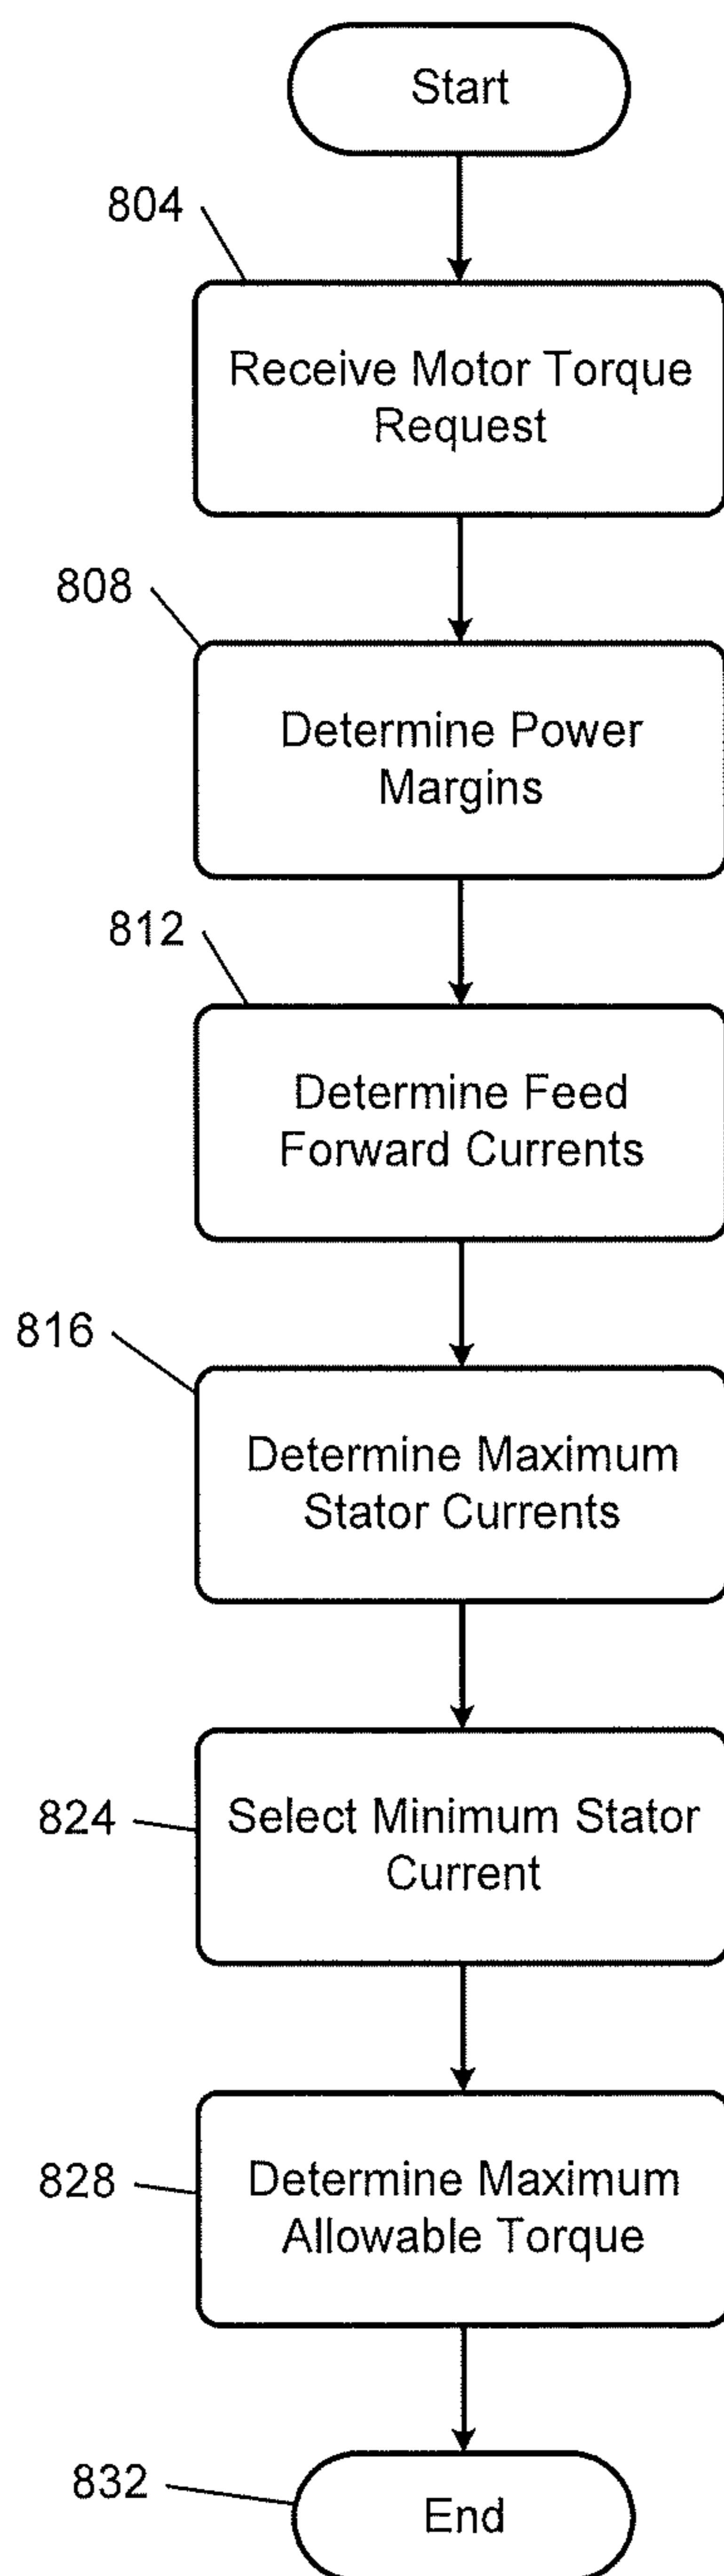 Start
804
Receive Motor Torque
Request
808
Determine Power
Margins
812
Determine Feed
Forward Currents
816
Determine Maximum
Stator Currents
824
Select Minimum Stator
Current
828
Determine Maximum
Allowable Torque
832
End